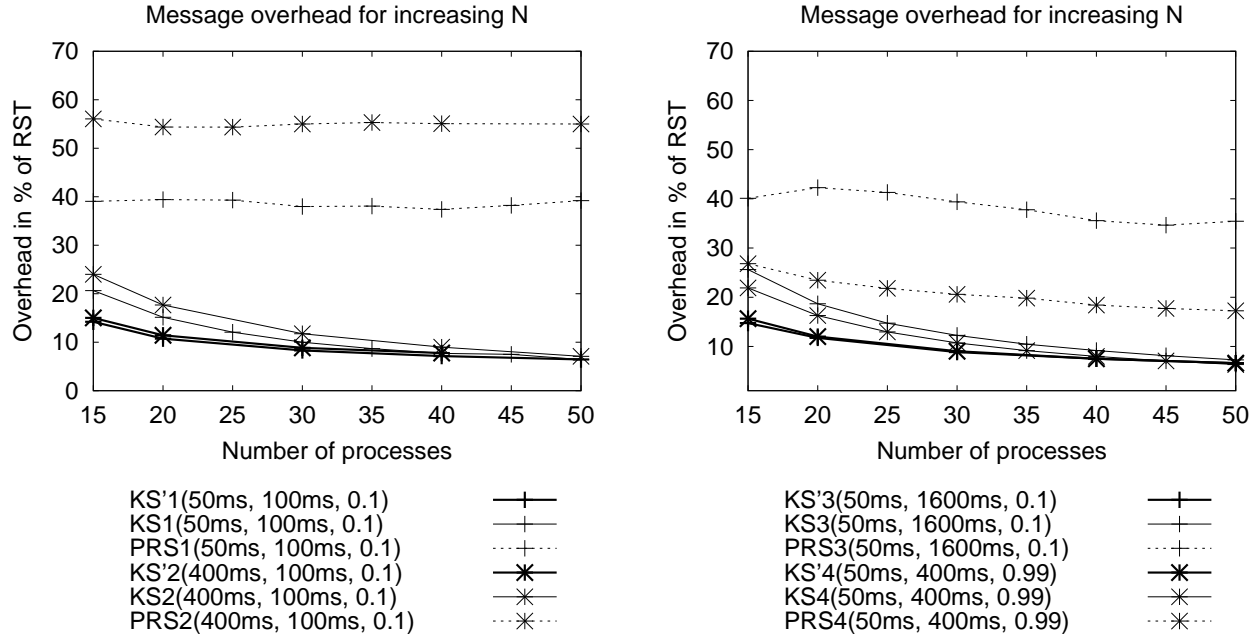 Message overhead for increasing N
70
60
50
40
30
20
10
0
Overhead in % of RST
15 20 25 30 35 40 45 50
Number of processes
KS'1(50ms, 100ms, 0.1)
KS1(50ms, 100ms, 0.1)
PRS1(50ms, 100ms, 0.1)
KS'2(400ms, 100ms, 0.1)
KS2(400ms, 100ms, 0.1)
PRS2(400ms, 100ms, 0.1)
Message overhead for increasing N
70
60
50
40
30
20
10
Overhead in % of RST
15 20 25 30 35 40 45 50
Number of processes
KS'3(50ms, 1600ms, 0.1)
KS3(50ms, 1600ms, 0.1)
PRS3(50ms, 1600ms, 0.1)
KS'4(50ms, 400ms, 0.99)
KS4(50ms, 400ms, 0.99)
PRS4(50ms, 400ms, 0.99)